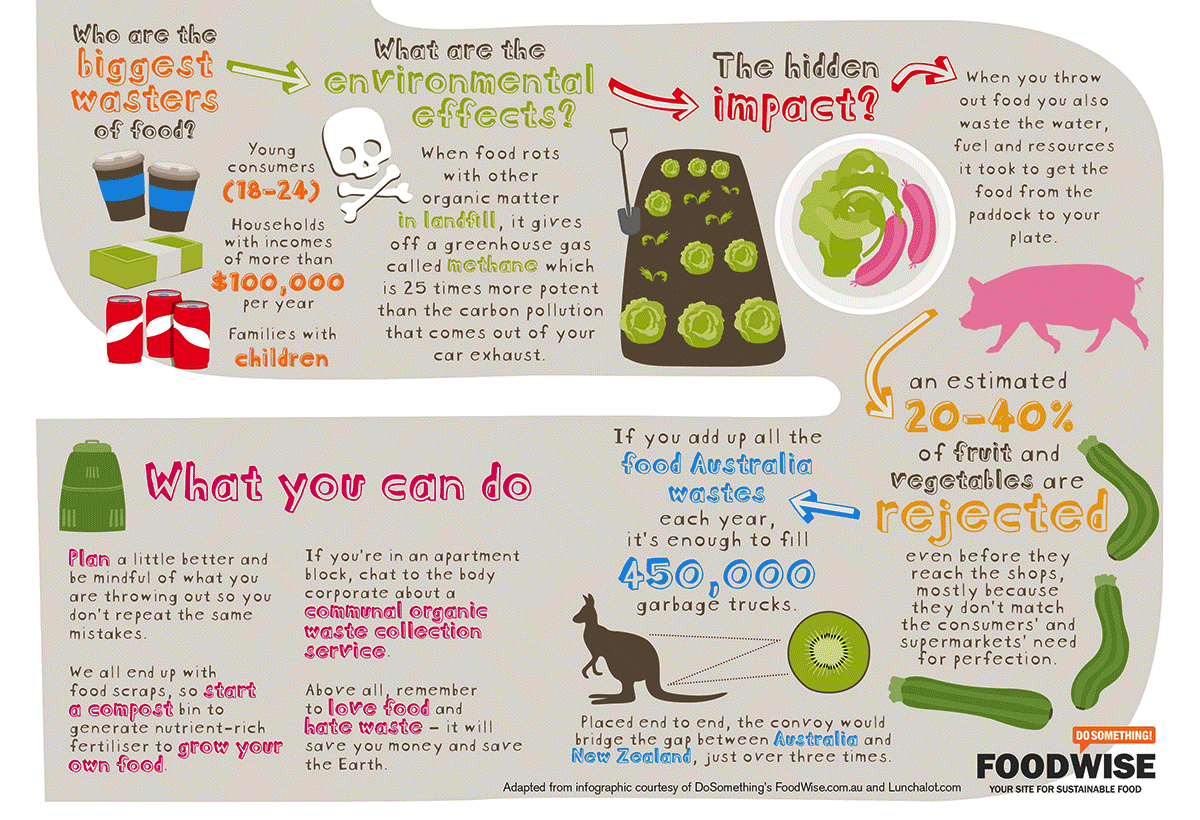 Who are the
biggest
wasters
of food?
Young
consumers
(18-24)
Households
with incomes
of more than
$100,000
per year
Families with
children
What are the
environmental
effects?
When food rots
with other
organic matter
in landfill, it gives
off a greenhouse gas
called methane which
is 25 times more potent
than the carbon pollution
that comes out of your
car exhaust.
The hidden
impact?
When you throw
out food you also
waste the water,
fuel and resources
it took to get the
food from the
paddock to your
plate.
an estimated
20-40%
of fruit and
vegetables are
rejected
even before they
reach the shops,
mostly because
they don't match
the consumers' and
supermarkets' need
for perfection.
If you add up all the
food Australia
wastes
each year,
it's enough to fill
450,000
garbage trucks.
Placed end to end, the convoy would
bridge the gap between Australia and
New Zealand, just over three times.
What you can do
Plan a little better and
be mindful of what you
are throwing out so you
don't repeat the same
mistakes.
We all end up with
food scraps, so start
a compost bin to
generate nutrient-rich
fertiliser to grow your
own food.
If you're in an apartment
block, chat to the body
corporate about a
communal organic
waste collection
service.
Above all, remember
to love food and
hate waste - it will
save you money and save
the Earth.
DO SOMETHING!
FOODWISE
YOUR SITE FOR SUSTAINABLE FOOD
Adapted from infographic courtesy of DoSomething's FoodWise.com.au and Lunchalot.com